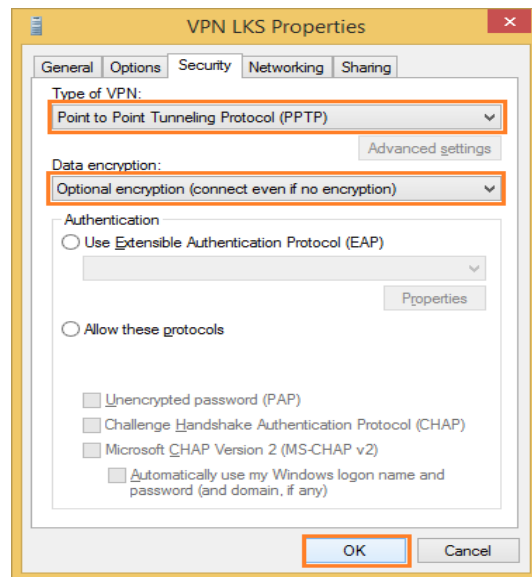 VPN LKS Properties
General Options Security Networking Sharing
Type of VPN:
Point to Point Tunneling Protocol (PPTP)
Advanced settings
Data encryption:
Optional encryption (connect even if no encryption)
Authentication
Use Extensible Authentication Protocol (EAP)
Properties
Allow these protocols
Unencrypted password (PAP)
Challenge Handshake Authentication Protocol (CHAP)
Microsoft CHAP Version 2 (MS-CHAP v2)
Automatically use my Windows logon name and
password (and domain, if any)
OK Cancel